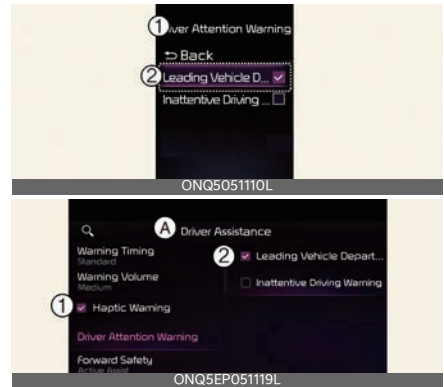 1 iver Attention Warning
Back
2 Leading Vehicle D...
Inattentive Driving ...
ONQ5051110L
A Driver Assistance
Warning Timing
Standard
2 Leading Vehicle Depart...
Warning Volume
Medium
Inattentive Driving Warning
1 Haptic Warning
Driver Attention Warning
Forward Safety
Active Assist
ONQ5EP051119L